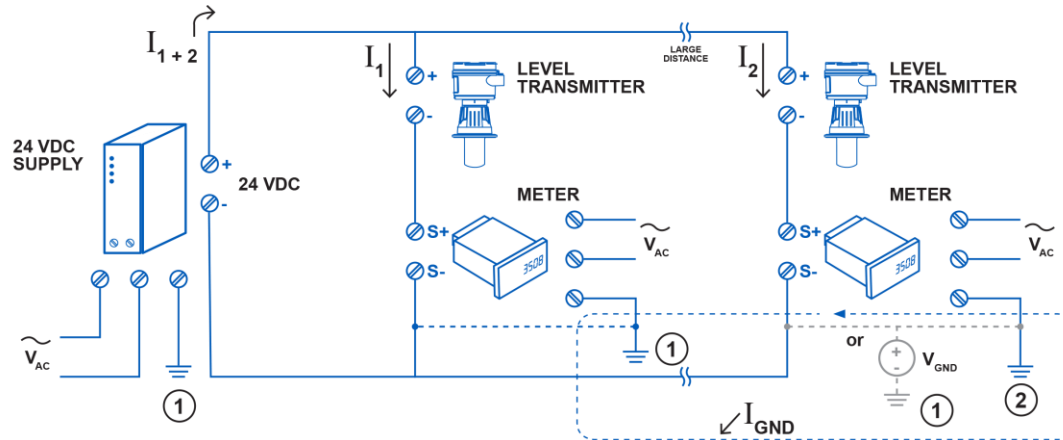 I1 + 2
I1
LARGE
DISTANCE
I2
+
LEVEL
TRANSMITTER
-
+
LEVEL
TRANSMITTER
-
24 VDC
SUPPLY
+
24 VDC
-
METER
S+
S-
3508
~
VAC
METER
S+
S-
3508
~
VAC
~
VAC
1
1
or
+
-
VGND
1
2
IGND